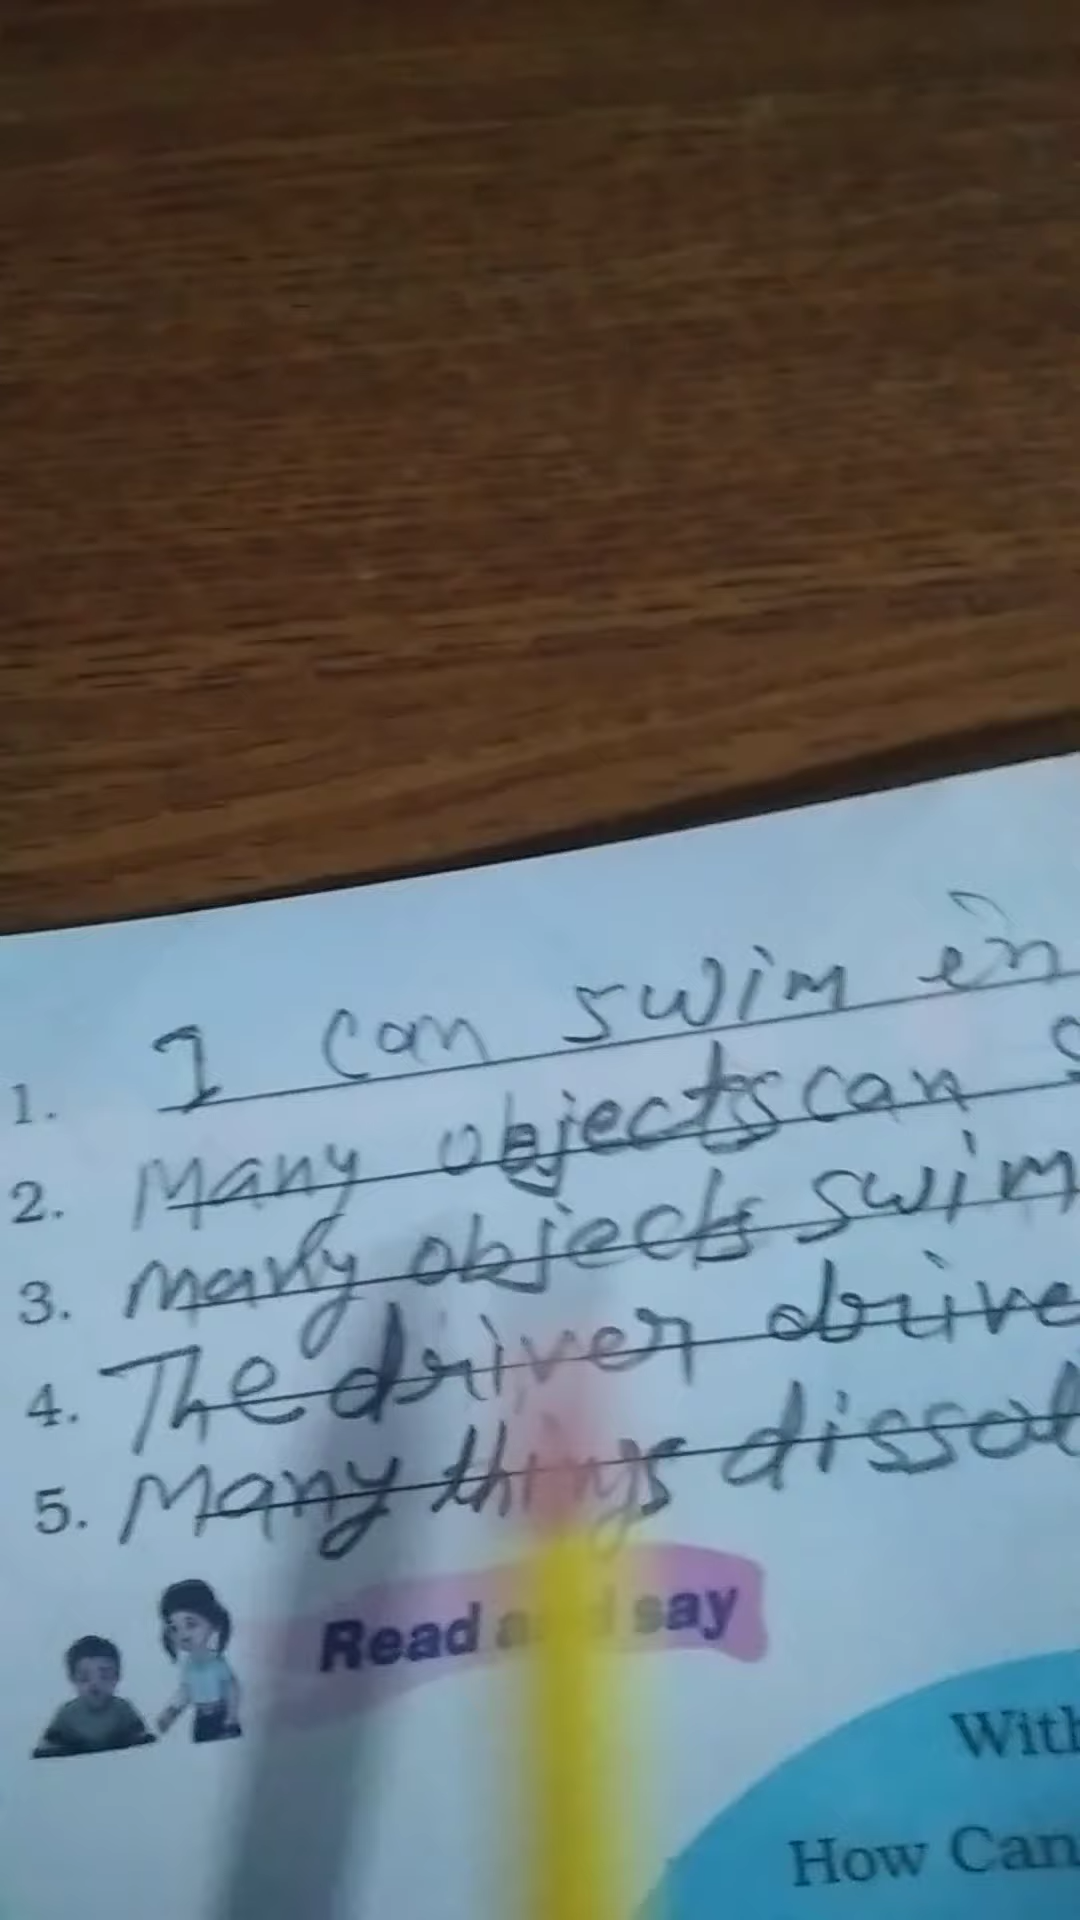 1. I can swim in
2. Many objects can
3. many objects swim
4. The driver drive
5. Many things dissol
Read and say
With
How Can